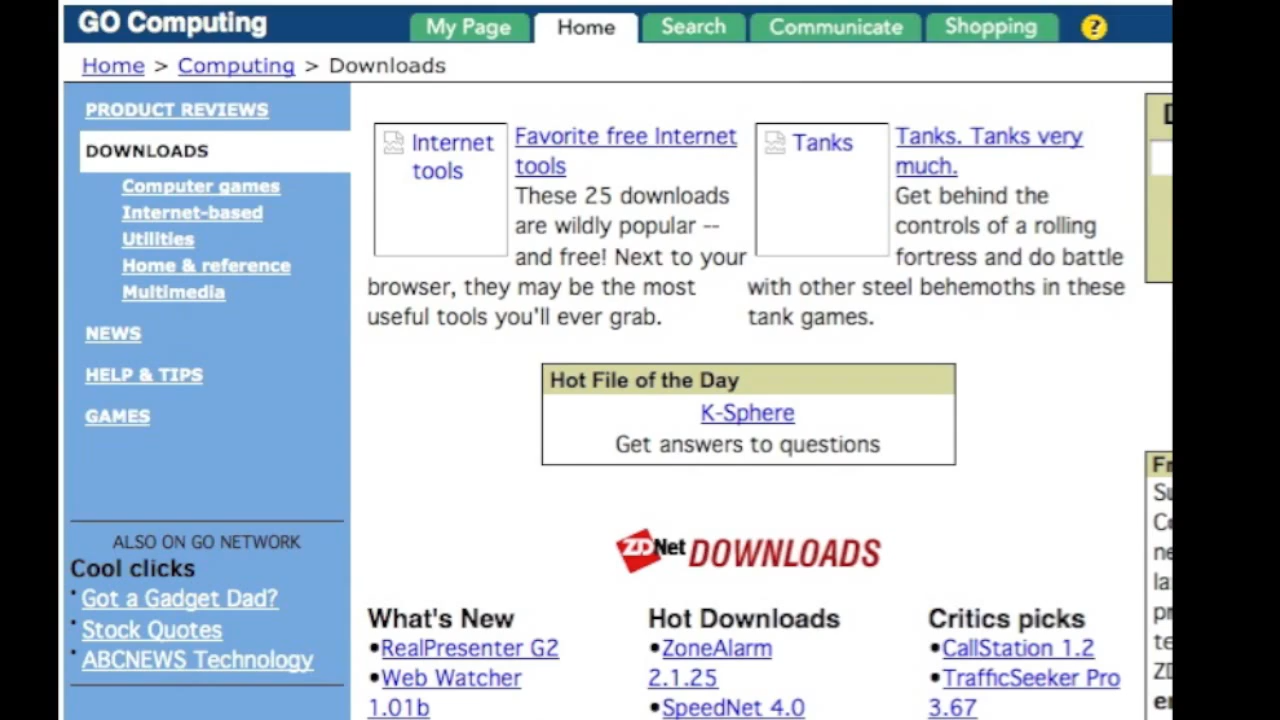 GO Computing
My Page
Home
Search
Communicate
Shopping
?
Home > Computing > Downloads
PRODUCT REVIEWS
DOWNLOADS
Computer games
Internet-based
Utilities
Home & reference
Multimedia
NEWS
HELP & TIPS
GAMES
ALSO ON GO NETWORK
Cool clicks
Got a Gadget Dad?
Stock Quotes
ABCNEWS Technology
Internet
tools
Favorite free Internet
tools
These 25 downloads
are wildly popular --
and free! Next to your
browser, they may be the most
useful tools you'll ever grab.
Tanks
Tanks. Tanks very
much.
Get behind the
controls of a rolling
fortress and do battle
with other steel behemoths in these
tank games.
Hot File of the Day
K-Sphere
Get answers to questions
ZDNet DOWNLOADS
What's New
•RealPresenter G2
•Web Watcher
1.01b
Hot Downloads
•ZoneAlarm
2.1.25
•SpeedNet 4.0
Critics picks
•CallStation 1.2
•TrafficSeeker Pro
3.67